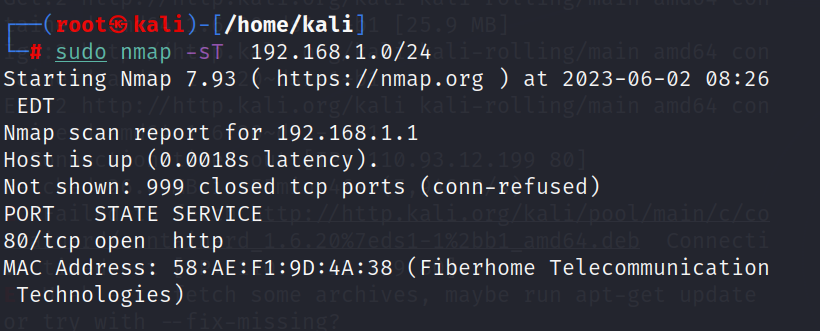 ┌──(root㉿kali)-[/home/kali]
└─# sudo nmap -sT  192.168.1.0/24
Starting Nmap 7.93 ( https://nmap.org ) at 2023-06-02 08:26
 EDT
Nmap scan report for 192.168.1.1
Host is up (0.0018s latency).
Not shown: 999 closed tcp ports (conn-refused)
PORT   STATE SERVICE
80/tcp open  http
MAC Address: 58:AE:F1:9D:4A:38 (Fiberhome Telecommunication
 Technologies)